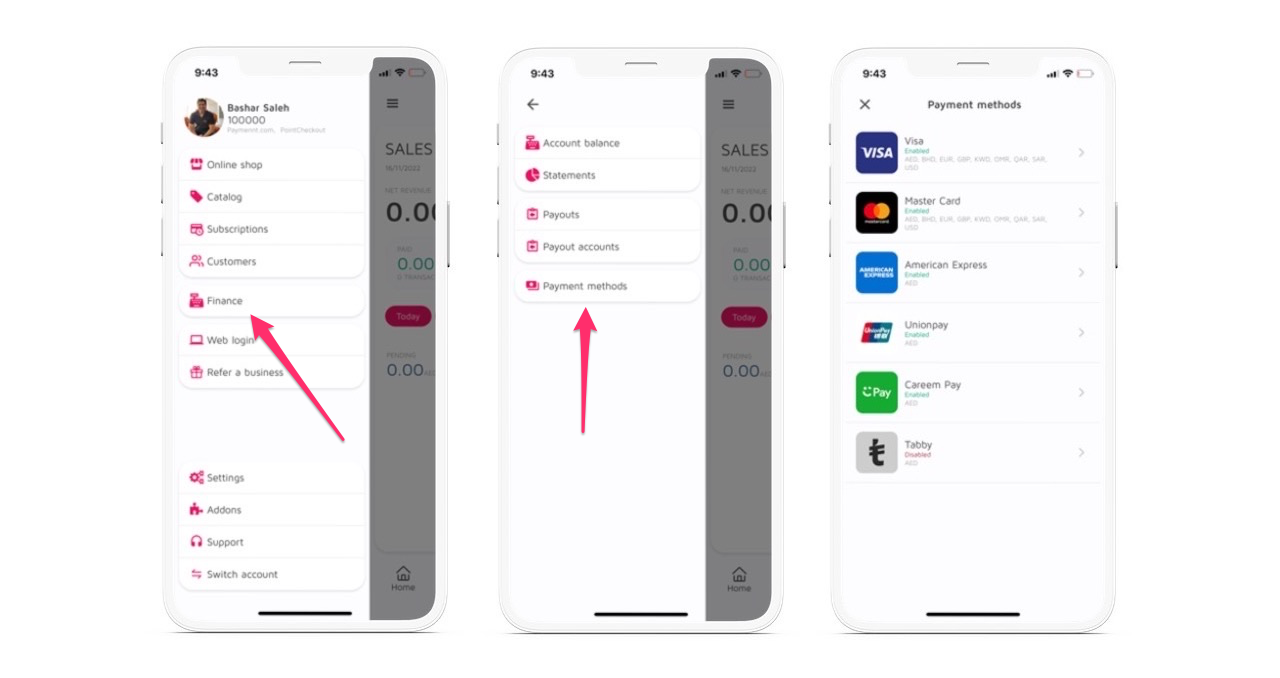 9:43
Bashar Saleh
100000
Paymennt.com, PointCheckout
Online shop
Catalog
Subscriptions
Customers
Finance
Web login
Refer a business
Settings
Addons
Support
Switch account
SALES
16/11/2022
NET REVENUE
0.00
PAID
0.00
0 TRANSAC
Today
PENDING
0.00 AED
Home
9:43
Account balance
Statements
Payouts
Payout accounts
Payment methods
SALES
16/11/2022
NET REVENUE
0.00
PAID
0.00
0 TRANSAC
Today
PENDING
0.00 AED
Home
9:43
Payment methods
VISA
Visa
Enabled
AED, BHD, EUR, GBP, KWD, OMR, QAR, SAR,
USD
mastercard
Master Card
Enabled
AED, BHD, EUR, GBP, KWD, OMR, QAR, SAR,
USD
AMERICAN
EXPRESS
American Express
Enabled
AED
UnionPay
银联
Unionpay
Enabled
AED
Pay
Careem Pay
Enabled
AED
Tabby
Disabled
AED